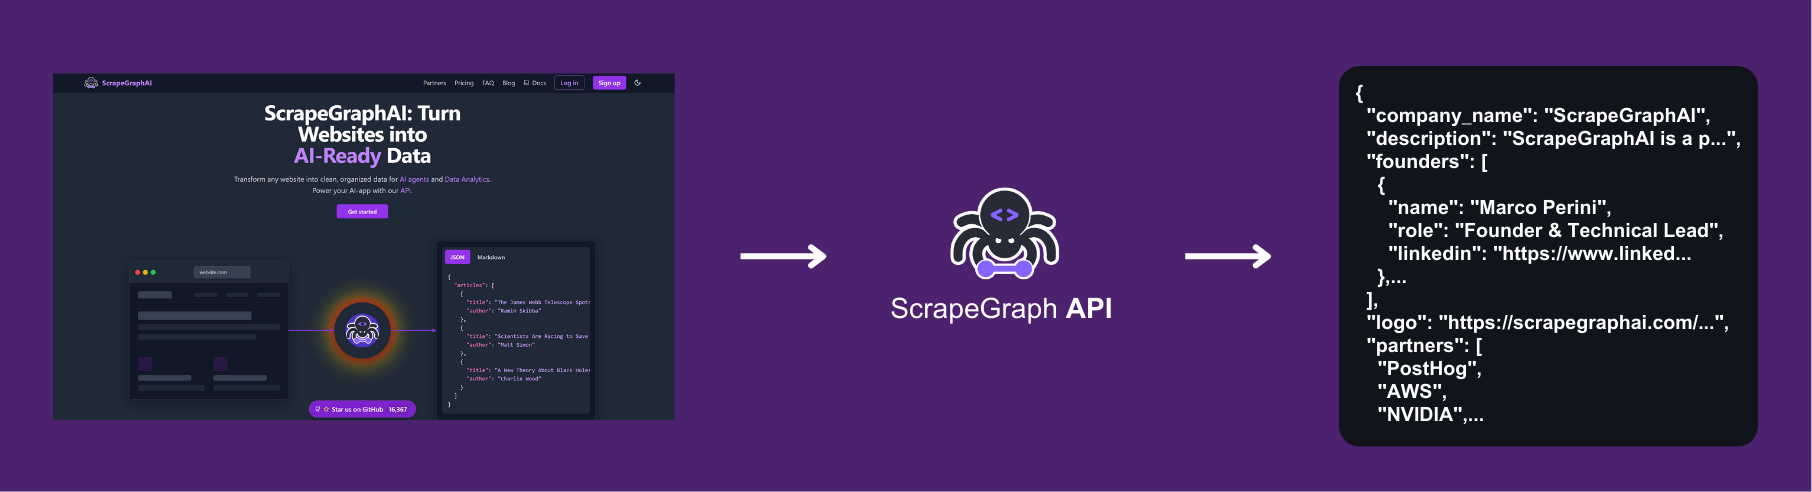 ScrapeGraphAI
Partners Pricing FAQ Blog Docs Log in Sign up
ScrapeGraphAI: Turn
Websites into
AI-Ready Data
Transform any website into clean, organized data for AI agents and Data Analytics.
Power your AI-app with our API.
Get started
website.com
JSON Markdown
{
"articles": [
{
"title": "The James Webb Telescope Spots
"author": "Ramin Skibba"
},
{
"title": "Scientists Are Racing to Save
"author": "Matt Simon"
},
{
"title": "A New Theory About Black Holes
"author": "Charlie Wood"
}
]
}
Star us on GitHub 16,367
<>
<>
ScrapeGraph API
{
"company_name": "ScrapeGraphAI",
"description": "ScrapeGraphAI is a p...",
"founders": [
{
"name": "Marco Perini",
"role": "Founder & Technical Lead",
"linkedin": "https://www.linked...
},...
],
"logo": "https://scrapegraphai.com/...",
"partners": [
"PostHog",
"AWS",
"NVIDIA",...